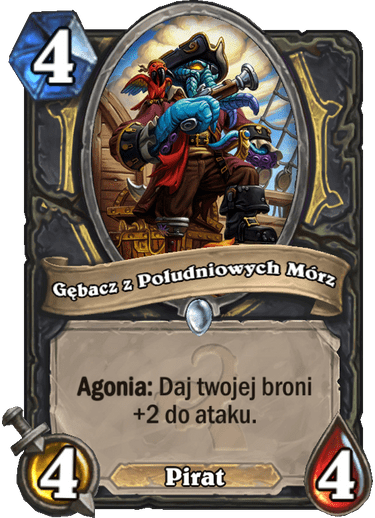 4
Gębacz z Południowych Mórz
Agonia: Daj twojej broni
+2 do ataku.
4
Pirat
4